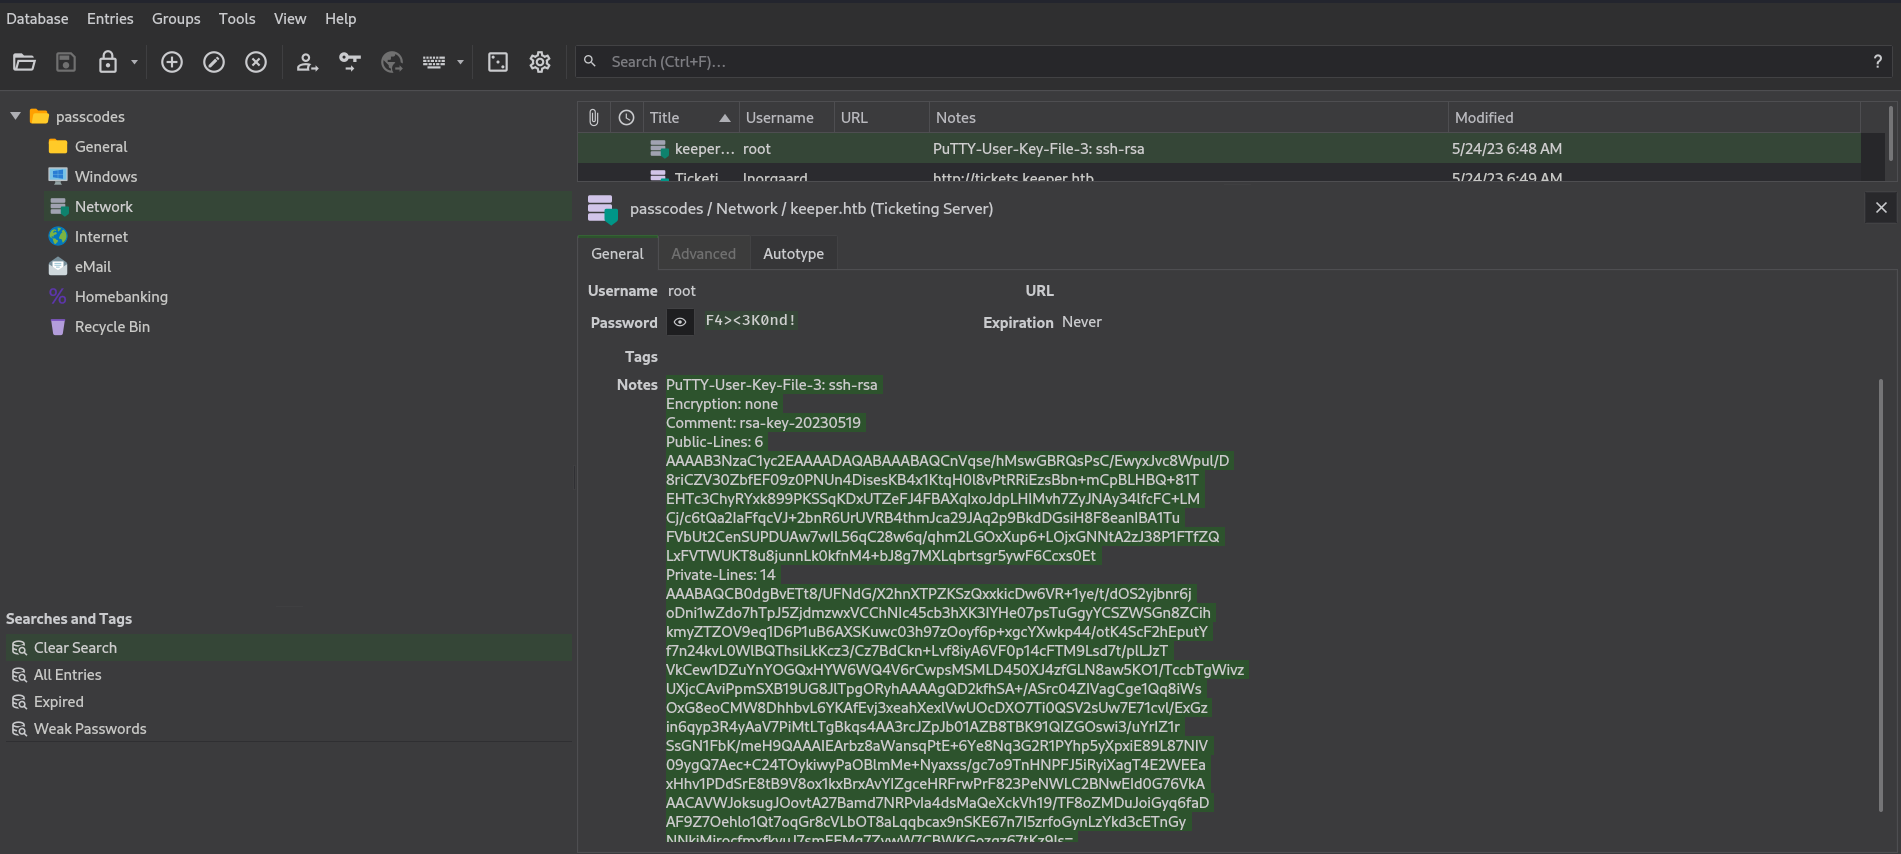 Database Entries Groups Tools View Help
Search (Ctrl+F)...
?
passcodes
General
Windows
Network
Internet
eMail
Homebanking
Recycle Bin
Searches and Tags
Clear Search
All Entries
Expired
Weak Passwords
Title Username URL Notes Modified
keeper... root PuTTY-User-Key-File-3: ssh-rsa 5/24/23 6:48 AM
Ticketi lnorgaard http://tickets.keeper.htb 5/24/23 6:49 AM
passcodes / Network / keeper.htb (Ticketing Server)
General Advanced Autotype
Username root URL
Password F4><3K0nd! Expiration Never
Tags
Notes PuTTY-User-Key-File-3: ssh-rsa
Encryption: none
Comment: rsa-key-20230519
Public-Lines: 6
AAAAB3NzaC1yc2EAAAADAQABAAABAQCnVqse/hMswGBRQsPsC/EwyxJvc8Wpul/D
8riCZV30ZbfEF09z0PNUn4DisesKB4x1KtqH0l8vPtRRiEzsBbn+mCpBLHBQ+81T
EHTc3ChyRYxk899PKSSqKDxUTZeFJ4FBAXqIxoJdpLHIMvh7ZyJNAy34lfcFC+LM
Cj/c6tQa2IaFfqcVJ+2bnR6UrUVRB4thmJca29JAq2p9BkdDGsiH8F8eanIBA1Tu
FVbUt2CenSUPDUAw7wIL56qC28w6q/qhm2LGOxXup6+LOjxGNNtA2zJ38P1FTfZQ
LxFVTWUKT8u8junnLk0kfnM4+bJ8g7MXLqbrtsgr5ywF6Ccxs0Et
Private-Lines: 14
AAABAQCB0dgBvETt8/UFNdG/X2hnXTPZKSzQxxkicDw6VR+1ye/t/dOS2yjbnr6j
oDni1wZdo7hTpJ5ZjdmzwxVCChNIc45cb3hXK3IYHe07psTuGgyYCSZWSGn8ZCih
kmyZTZOV9eq1D6P1uB6AXSKuwc03h97zOoyf6p+xgcYXwkp44/otK4ScF2hEputY
f7n24kvL0WlBQThsiLkKcz3/Cz7BdCkn+Lvf8iyA6VF0p14cFTM9Lsd7t/plLJzT
VkCew1DZuYnYOGQxHYW6WQ4V6rCwpsMSMLD450XJ4zfGLN8aw5KO1/TccbTgWivz
UXjcCAviPpmSXB19UG8JlTpgORyhAAAAgQD2kfhSA+/ASrc04ZIVagCge1Qq8iWs
OxG8eoCMW8DhhbvL6YKAfEvj3xeahXexlVwUOcDXO7Ti0QSV2sUw7E71cvl/ExGz
in6qyp3R4yAaV7PiMtLTgBkqs4AA3rcJZpJb01AZB8TBK91QIZGOswi3/uYrIZ1r
SsGN1FbK/meH9QAAAIEArbz8aWansqPtE+6Ye8Nq3G2R1PYhp5yXpxiE89L87NIV
09ygQ7Aec+C24TOykiwyPaOBlmMe+Nyaxss/gc7o9TnHNPFJ5iRyiXagT4E2WEEa
xHhv1PDdSrE8tB9V8ox1kxBrxAvYIZgceHRFrwPrF823PeNWLC2BNwEId0G76VkA
AACAVWJoksugJOovtA27Bamd7NRPvIa4dsMaQeXckVh19/TF8oZMDuJoiGyq6faD
AF9Z7Oehlo1Qt7oqGr8cVLbOT8aLqqbcax9nSKE67n7I5zrfoGynLzYkd3cETnGy
NNkjMjrocfmxfkvuJ7smEFMg7ZywW7CBWKGozgz67tKz9Is=